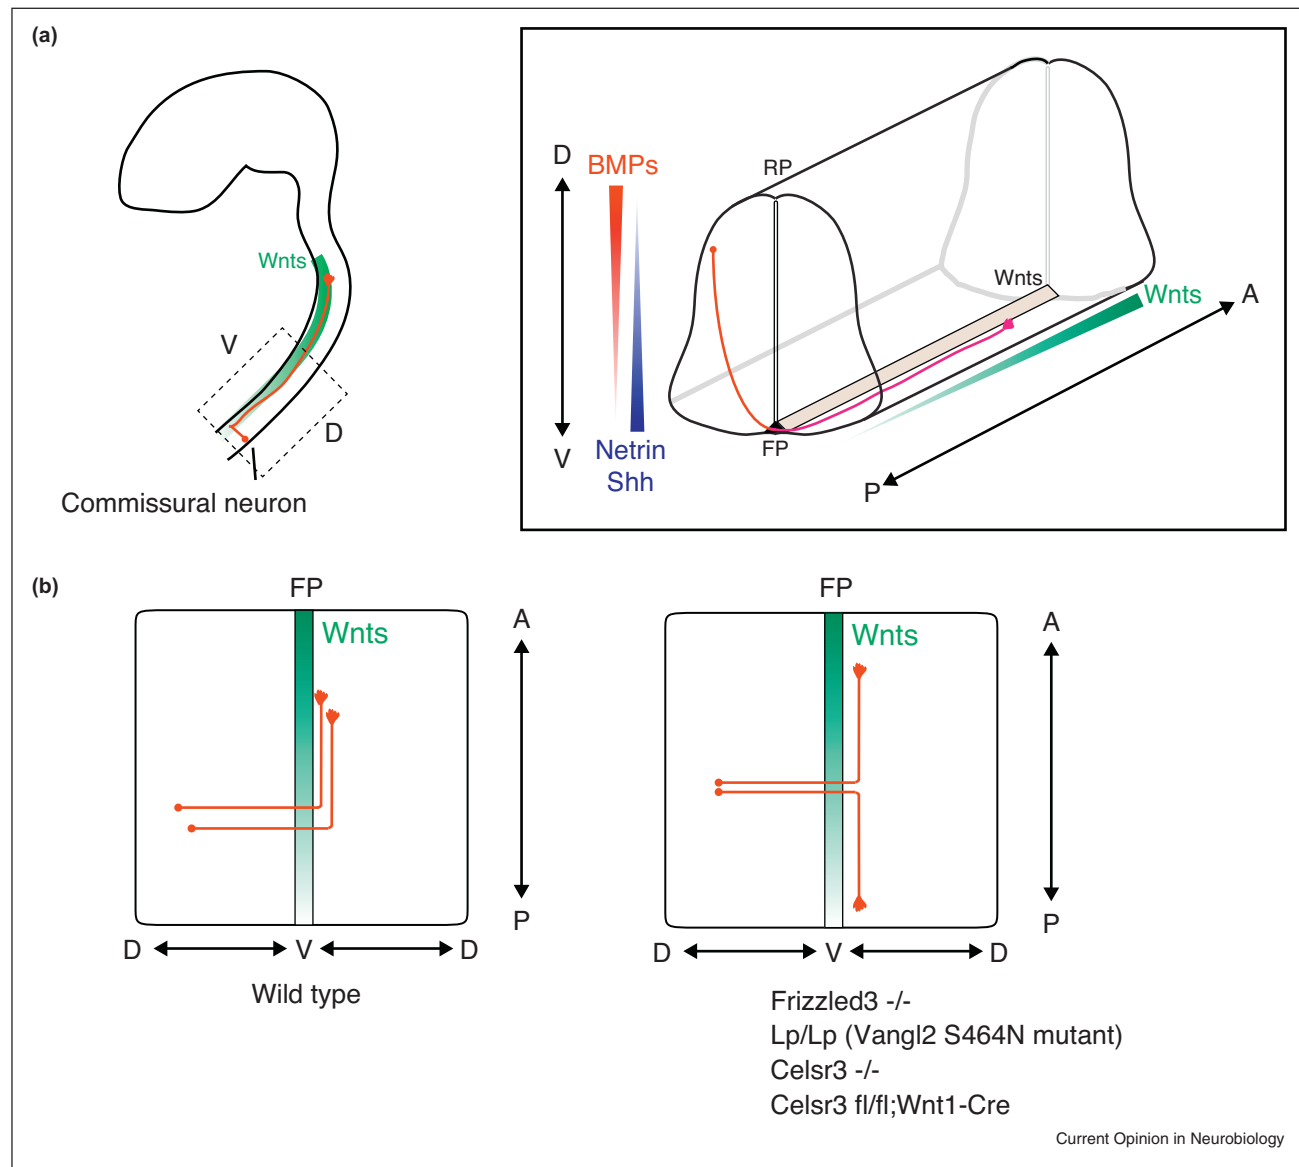 (a)
Wnts
V
D
Commissural neuron
D
BMPs
RP
Wnts
Wnts
A
V
Netrin
Shh
FP
P
(b)
FP
Wnts
A
P
D
V
D
Wild type
FP
Wnts
A
P
D
V
D
Frizzled3 -/-
Lp/Lp (Vangl2 S464N mutant)
Celsr3 -/-
Celsr3 fl/fl;Wnt1-Cre
Current Opinion in Neurobiology